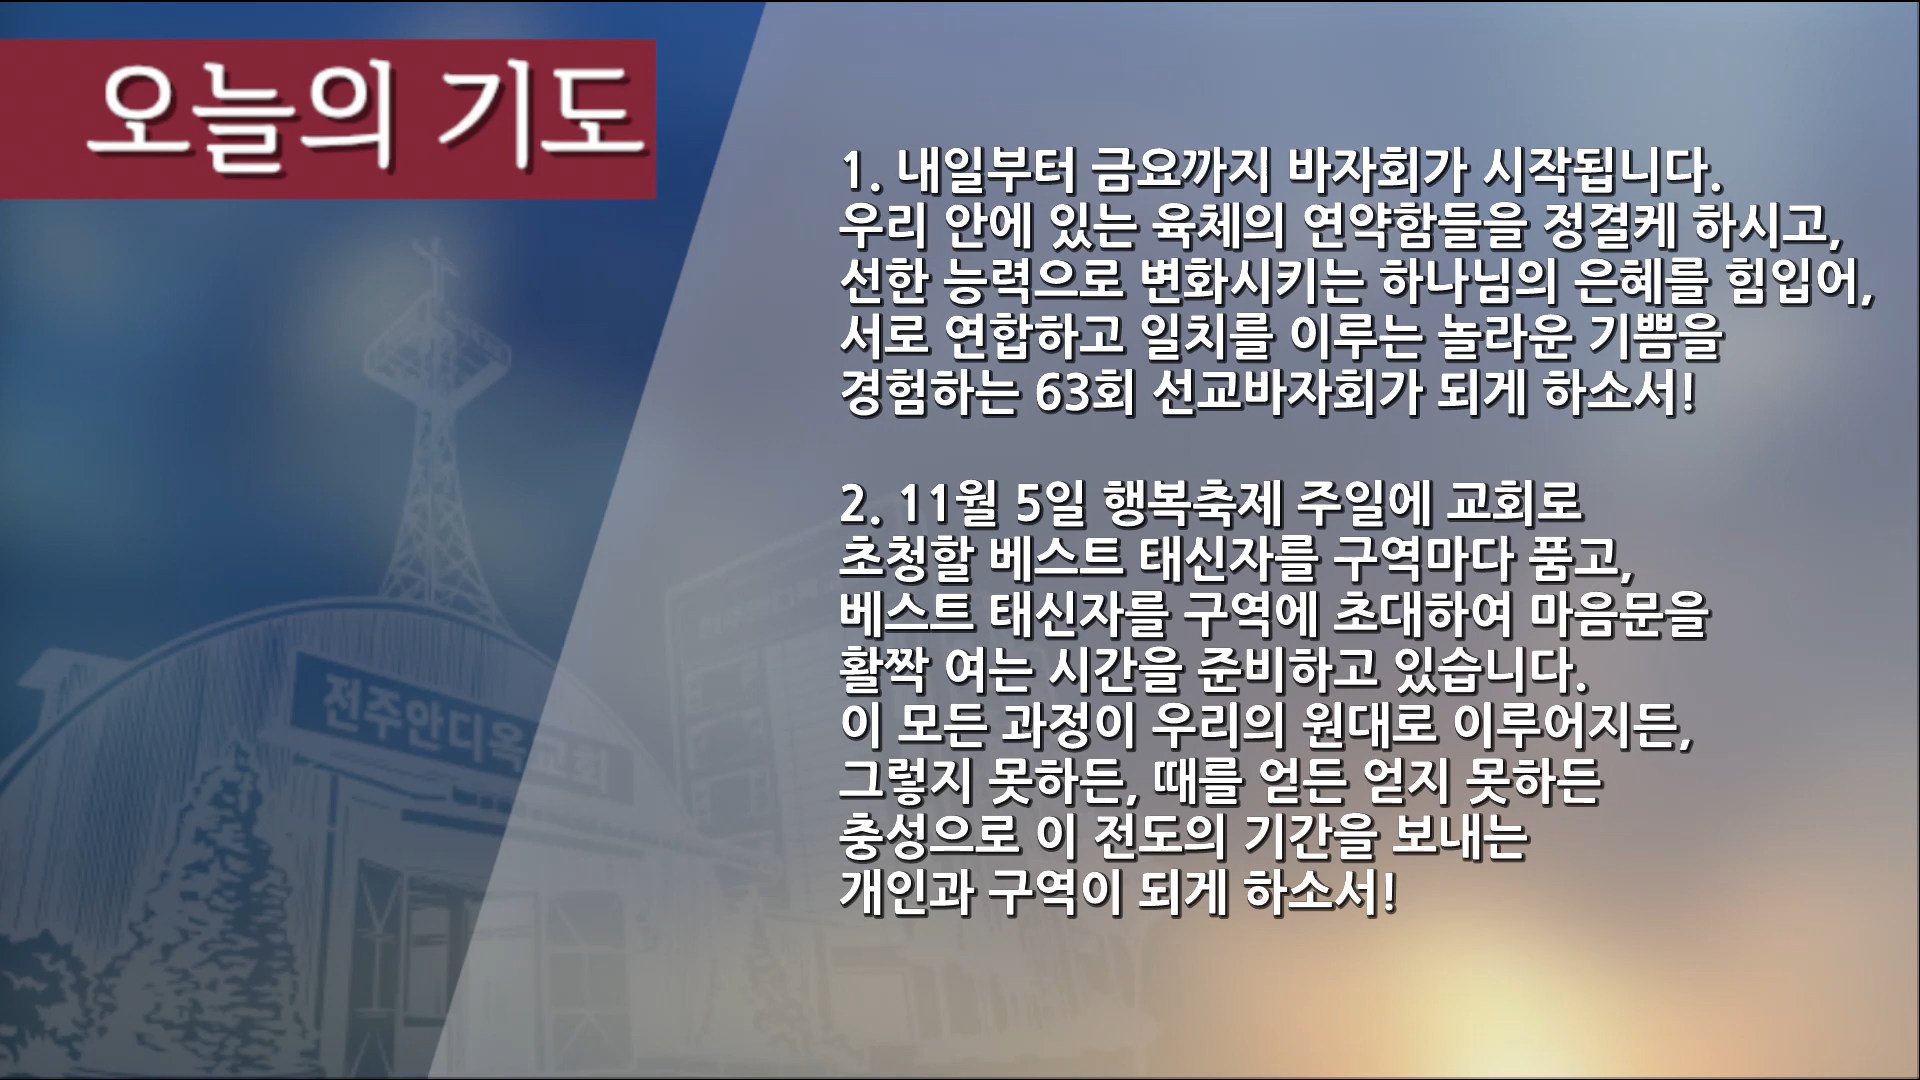 오늘의 기도
1. 내일부터 금요까지 바자회가 시작됩니다.
우리 안에 있는 육체의 연약함들을 정결케 하시고,
선한 능력으로 변화시키는 하나님의 은혜를 힘입어,
서로 연합하고 일치를 이루는 놀라운 기쁨을
경험하는 63회 선교바자회가 되게 하소서!
2. 11월 5일 행복축제 주일에 교회로
초청할 베스트 태신자를 구역마다 품고,
베스트 태신자를 구역에 초대하여 마음문을
활짝 여는 시간을 준비하고 있습니다.
이 모든 과정이 우리의 원대로 이루어지든,
그렇지 못하든, 때를 얻든 얻지 못하든
충성으로 이 전도의 기간을 보내는
개인과 구역이 되게 하소서!
전주안디옥교회